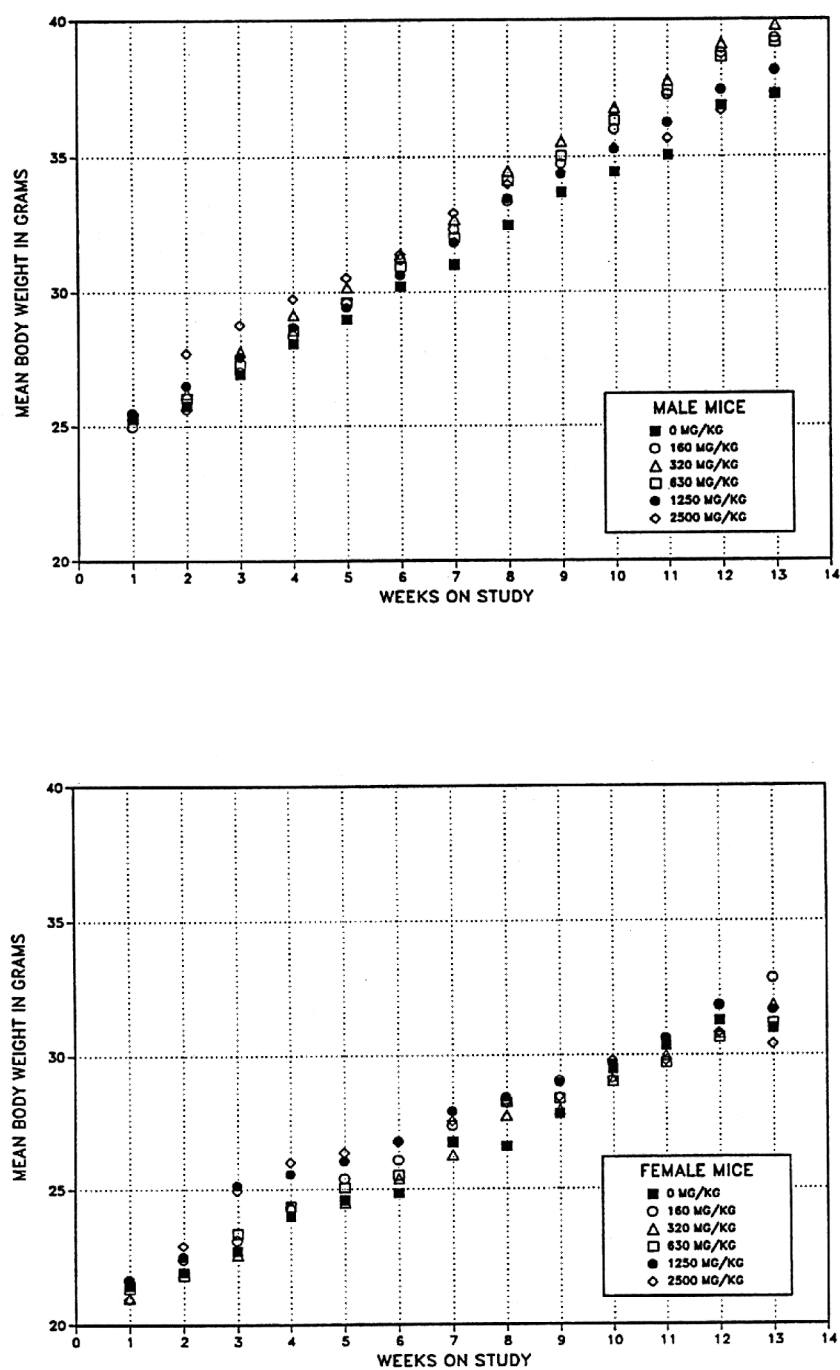 40
35
30
25
20
MEAN BODY WEIGHT IN GRAMS
MALE MICE
0 MG/KG
160 MG/KG
320 MG/KG
630 MG/KG
1250 MG/KG
2500 MG/KG
0 1 2 3 4 5 6 7 8 9 10 11 12 13 14
WEEKS ON STUDY
40
35
30
25
20
MEAN BODY WEIGHT IN GRAMS
FEMALE MICE
0 MG/KG
160 MG/KG
320 MG/KG
630 MG/KG
1250 MG/KG
2500 MG/KG
0 1 2 3 4 5 6 7 8 9 10 11 12 13 14
WEEKS ON STUDY